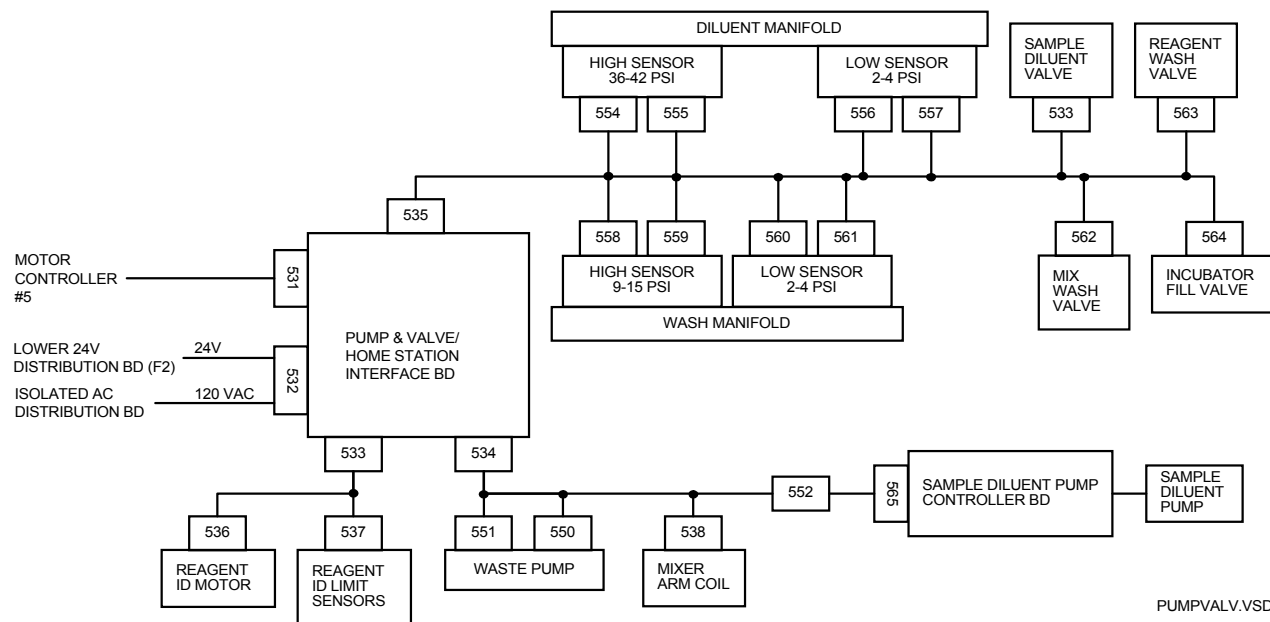 DILUENT MANIFOLD
HIGH SENSOR
36-42 PSI
LOW SENSOR
2-4 PSI
SAMPLE
DILUENT
VALVE
REAGENT
WASH
VALVE
554
555
556
557
533
563
535
558
559
560
561
562
564
HIGH SENSOR
9-15 PSI
LOW SENSOR
2-4 PSI
WASH MANIFOLD
MIX
WASH
VALVE
INCUBATOR
FILL VALVE
MOTOR
CONTROLLER
#5
531
LOWER 24V
DISTRIBUTION BD (F2)
24V
ISOLATED AC
DISTRIBUTION BD
120 VAC
532
PUMP & VALVE/
HOME STATION
INTERFACE BD
533
534
536
537
551
550
538
552
565
REAGENT
ID MOTOR
REAGENT
ID LIMIT
SENSORS
WASTE PUMP
MIXER
ARM COIL
SAMPLE DILUENT PUMP
CONTROLLER BD
SAMPLE
DILUENT
PUMP
PUMPVALV.VSD